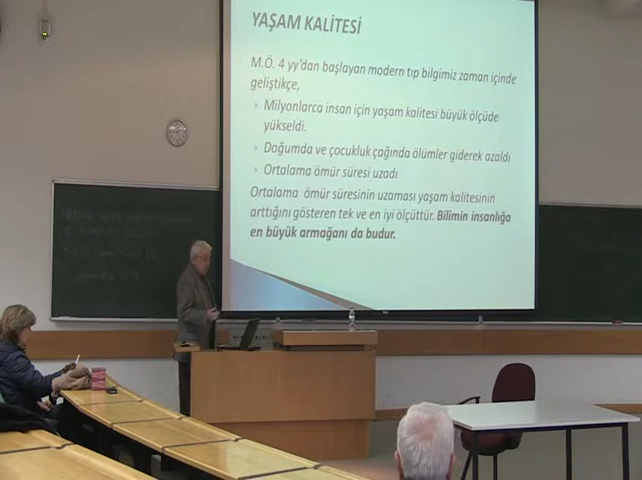 YAŞAM KALİTESİ
M.Ö. 4 yy'dan başlayan modern tıp bilgimiz zaman içinde
geliştikçe,
Milyonlarca insan için yaşam kalitesi büyük ölçüde
yükseldi.
Doğumda ve çocukluk çağında ölümler giderek azaldı
Ortalama ömür süresi uzadı
Ortalama ömür süresinin uzaması yaşam kalitesinin
arttığını gösteren tek ve en iyi ölçüttür. Bilimin insanlığa
en büyük armağanı da budur.